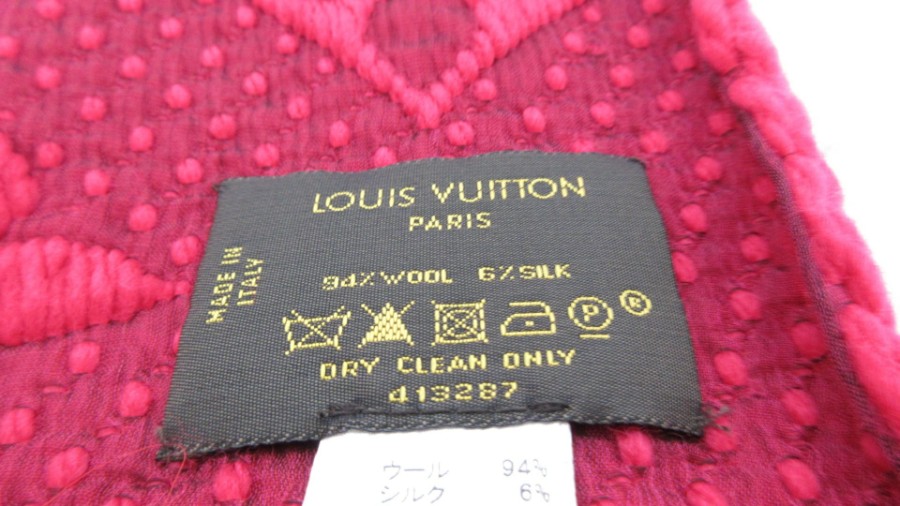 LOUIS VUITTON
PARIS
MADE IN
ITALY
94% WOOL 6% SILK
P ®
DRY CLEAN ONLY
413287
ウール 94%
シルク 6%